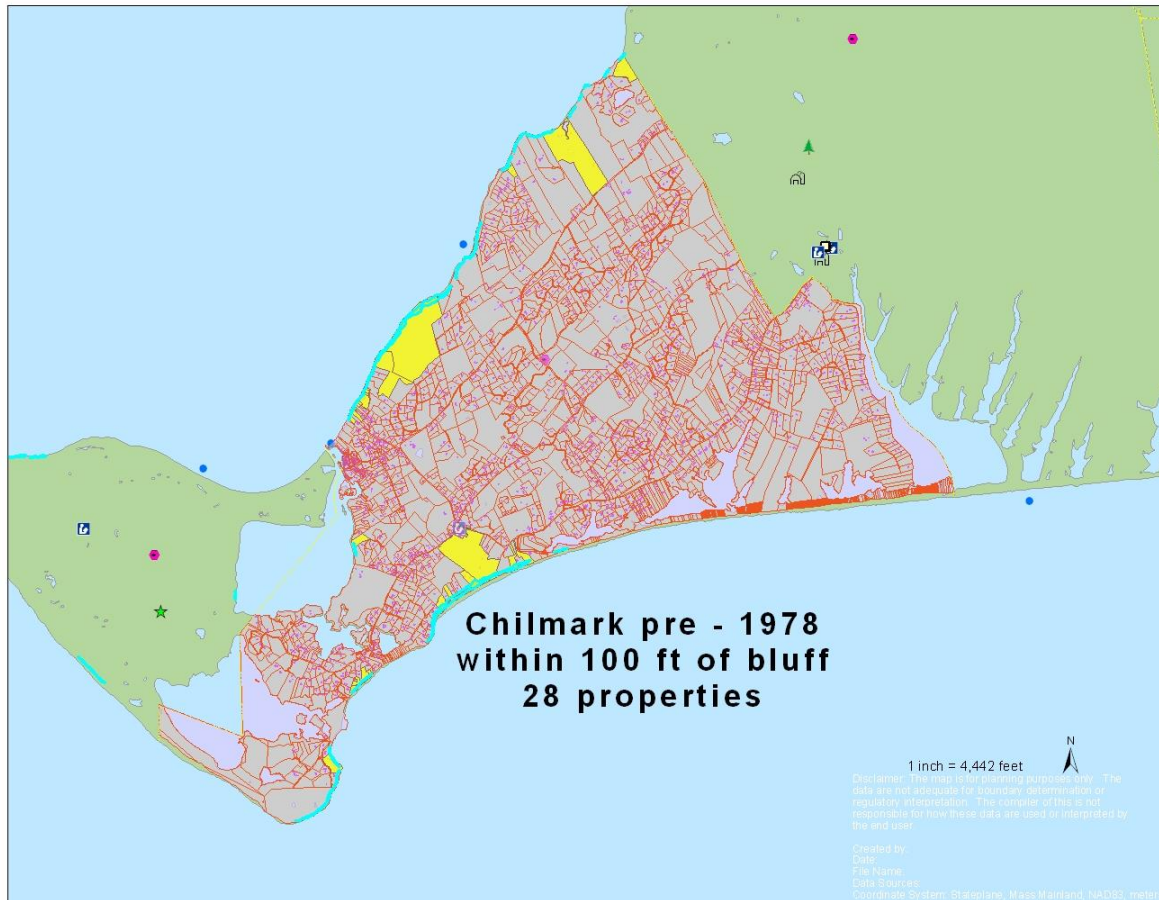 Chilmark pre - 1978
within 100 ft of bluff
28 properties
N
1 inch = 4,442 feet
Disclaimer: The map is for planning purposes only. The
data are not adequate for boundary determination or
regulatory interpretation. The compiler of this is not
responsible for how these data are used or interpreted by
the end user.
Created by:
Date:
File Name:
Data Sources:
Coordinate System: Stateplane, Mass Mainland, NAD83, meter